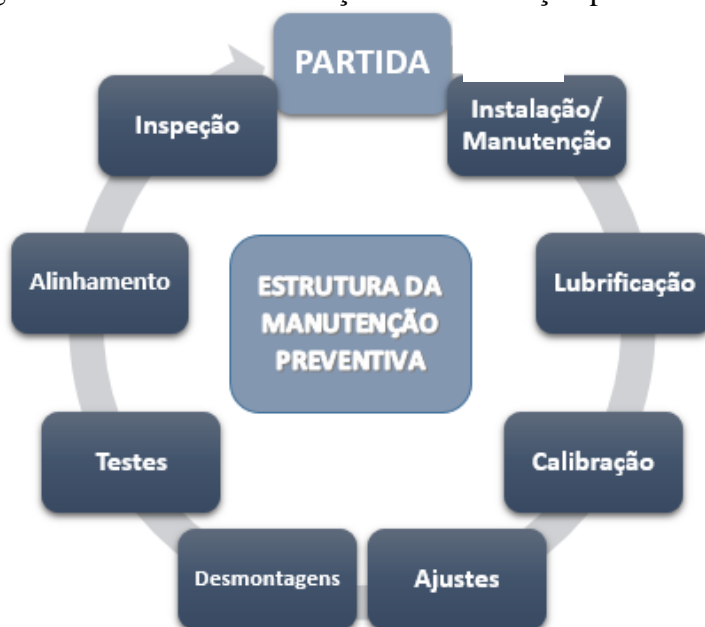 PARTIDA
Instalação/
Manutenção
Lubrificação
Calibração
Ajustes
Desmontagens
Testes
Alinhamento
Inspeção
ESTRUTURA DA
MANUTENÇÃO
PREVENTIVA